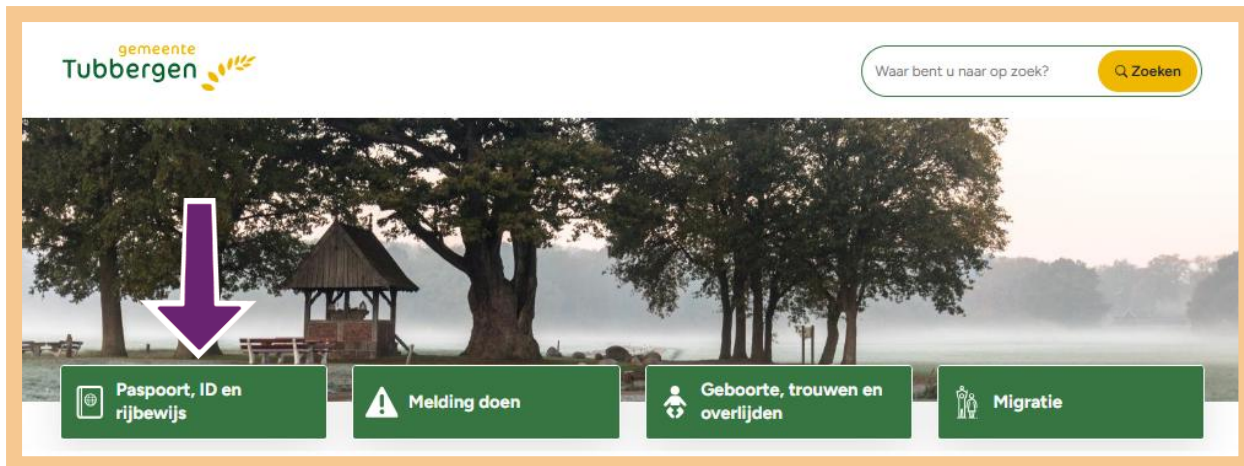 gemeente
Tubbergen
Waar bent u naar op zoek?
Zoeken
Paspoort, ID en
rijbewijs
Melding doen
Geboorte, trouwen en
overlijden
Migratie